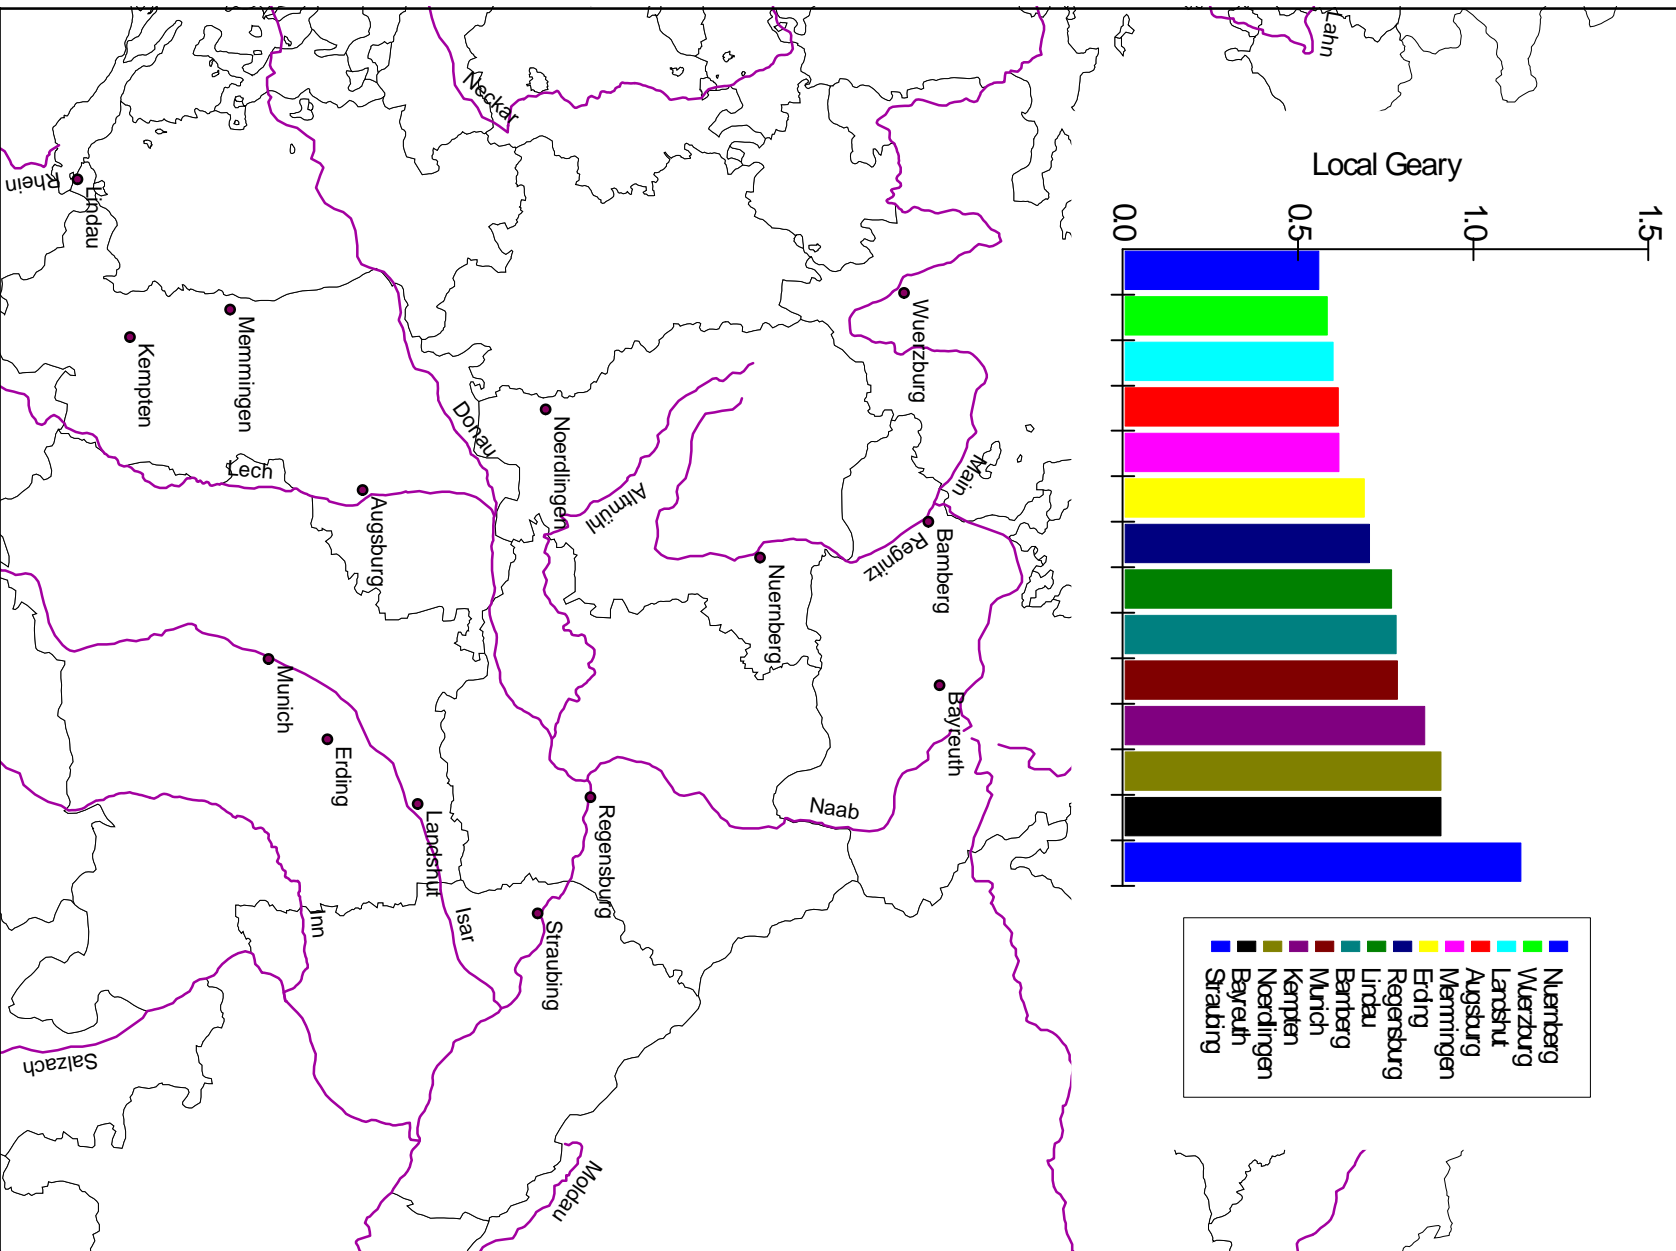 Lahn
Neckar
Local Geary
0.0
0.5
1.0
1.5
Rhein
Lindau
Wuerzburg
Memmingen
Kempten
Donau
Noerdlingen
Lech
Main
Altmühl
Augsburg
Bamberg
Regnitz
Nuernberg
Munich
Bayreuth
Erding
Naab
Landshut
Regensburg
Inn
Isar
Straubing
Salzach
Moldau
Nuernberg
Wuerzburg
Landshut
Augsburg
Memmingen
Erding
Regensburg
Lindau
Bamberg
Munich
Kempten
Noerdlingen
Bayreuth
Straubing